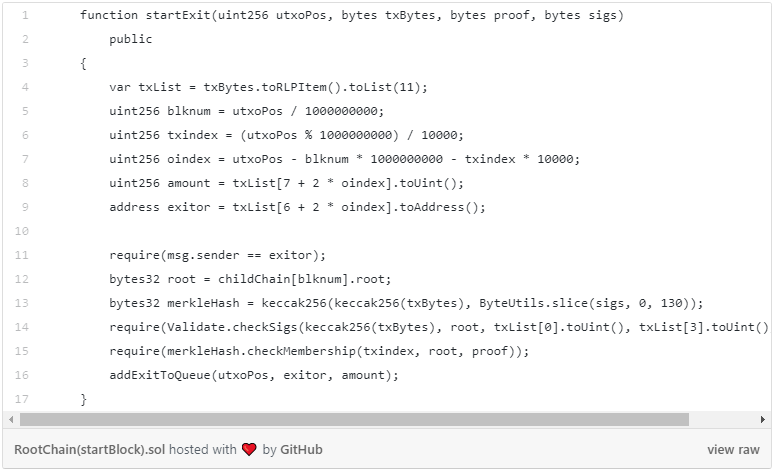 1 function startExit(uint256 utxoPos, bytes txBytes, bytes proof, bytes sigs)
2 public
3 {
4 var txList = txBytes.toRLPItem().toList(11);
5 uint256 blknum = utxoPos / 1000000000;
6 uint256 txindex = (utxoPos % 1000000000) / 10000;
7 uint256 oindex = utxoPos - blknum * 1000000000 - txindex * 10000;
8 uint256 amount = txList[7 + 2 * oindex].toUint();
9 address exitor = txList[6 + 2 * oindex].toAddress();
10
11 require(msg.sender == exitor);
12 bytes32 root = childChain[blknum].root;
13 bytes32 merkleHash = keccak256(keccak256(txBytes), ByteUtils.slice(sigs, 0, 130));
14 require(Validate.checkSigs(keccak256(txBytes), root, txList[0].toUint(), txList[3].toUint()
15 require(merkleHash.checkMembership(txindex, root, proof));
16 addExitToQueue(utxoPos, exitor, amount);
17 }
RootChain(startBlock).sol hosted with ❤ by GitHub view raw